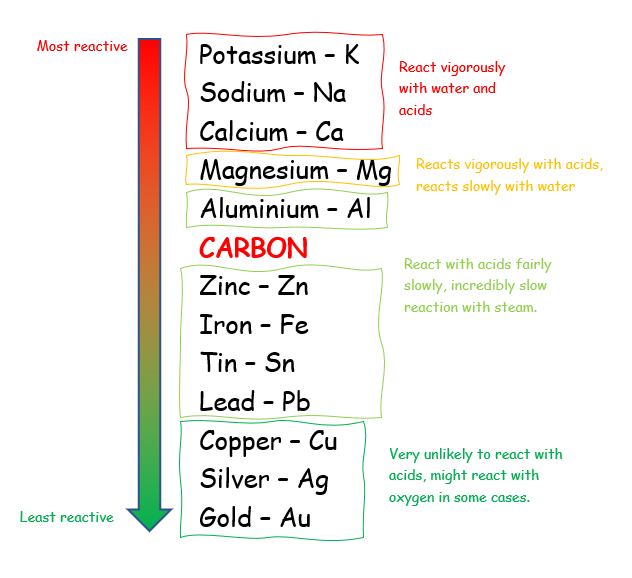 Most reactive
Potassium – K
Sodium – Na
Calcium – Ca
React vigorously
with water and
acids
Magnesium – Mg
Reacts vigorously with acids,
reacts slowly with water
Aluminium – Al
CARBON
Zinc – Zn
Iron – Fe
Tin – Sn
Lead – Pb
React with acids fairly
slowly, incredibly slow
reaction with steam.
Copper – Cu
Silver – Ag
Gold – Au
Very unlikely to react with
acids, might react with
oxygen in some cases.
Least reactive